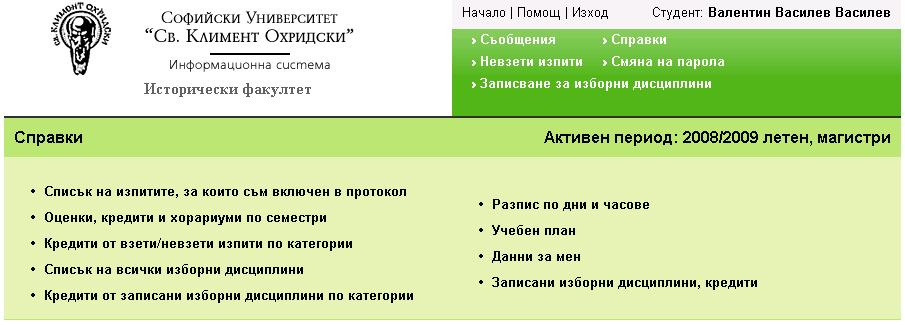 СВ. КЛИМЕНТ ОХРИДСКИ
Софийски Университет
“Св. Климент Охридски”
Информационна система
Исторически факултет
Начало | Помощ | Изход
Студент: Валентин Василев Василев
› Съобщения
› Справки
› Невзети изпити
› Смяна на парола
› Записване за изборни дисциплини
Справки
Активен период: 2008/2009 летен, магистри
• Списък на изпитите, за които съм включен в протокол
• Оценки, кредити и хорариуми по семестри
• Кредити от взети/невзети изпити по категории
• Списък на всички изборни дисциплини
• Кредити от записани изборни дисциплини по категории
• Разпис по дни и часове
• Учебен план
• Данни за мен
• Записани изборни дисциплини, кредити